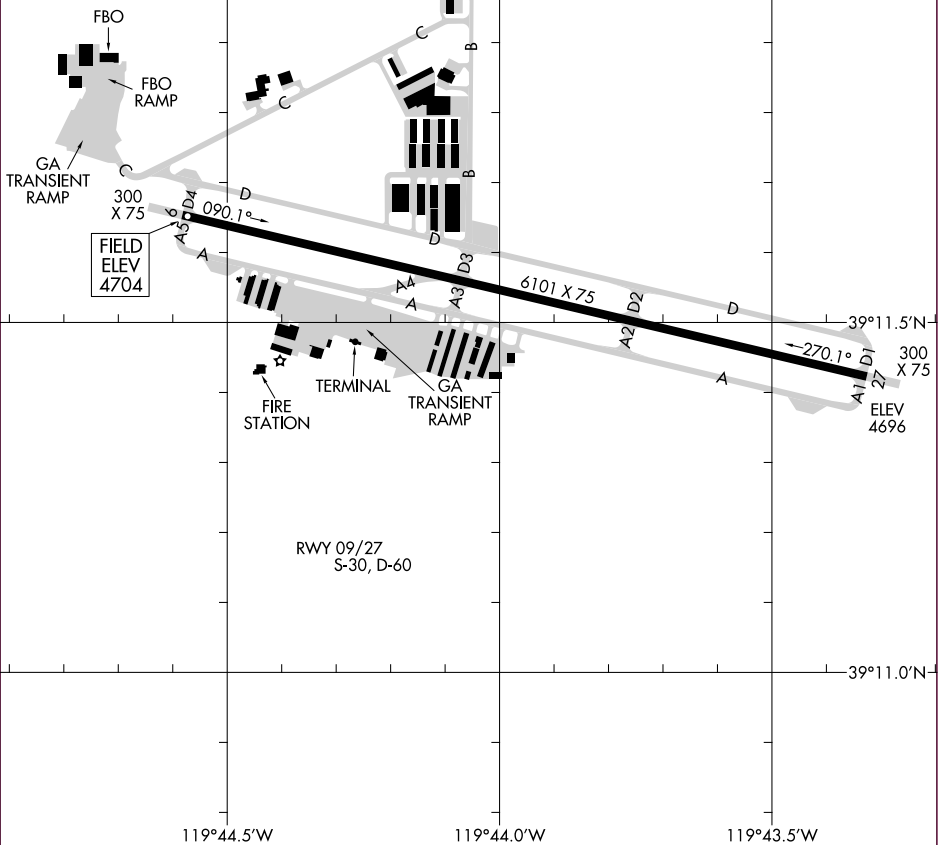 FBO
C
B
FBO
RAMP
C
GA
TRANSIENT
RAMP
C
B
300
X 75
D4
D
6
090.1°
A5
D
FIELD
ELEV
4704
A
D3
A4
A3
A
6101 X 75
D2
D
A2
39°11.5'N
270.1°
D1
300
X 75
27
A1
A
ELEV
4696
TERMINAL
GA
TRANSIENT
RAMP
FIRE
STATION
RWY 09/27
S-30, D-60
39°11.0'N
119°44.5'W
119°44.0'W
119°43.5'W